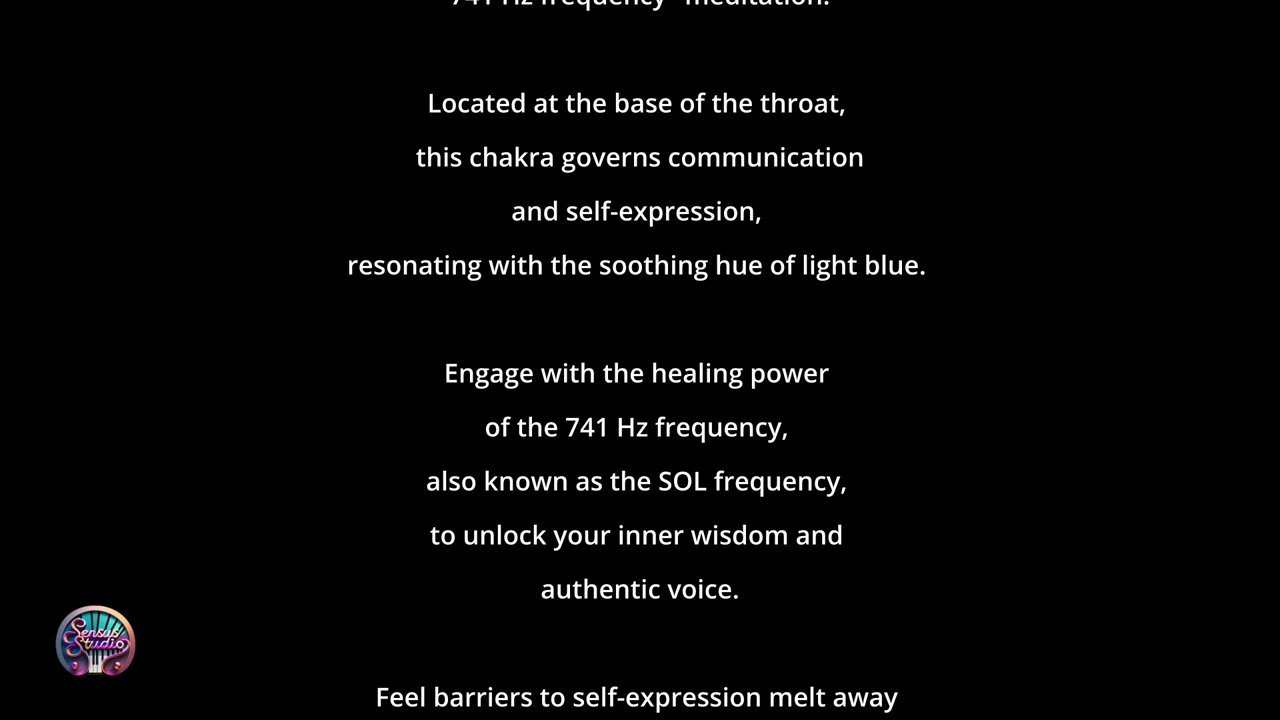 741 Hz frequency" meditation.
Located at the base of the throat,
this chakra governs communication
and self-expression,
resonating with the soothing hue of light blue.
Engage with the healing power
of the 741 Hz frequency,
also known as the SOL frequency,
to unlock your inner wisdom and
authentic voice.
Sensus
Studio
Feel barriers to self-expression melt away